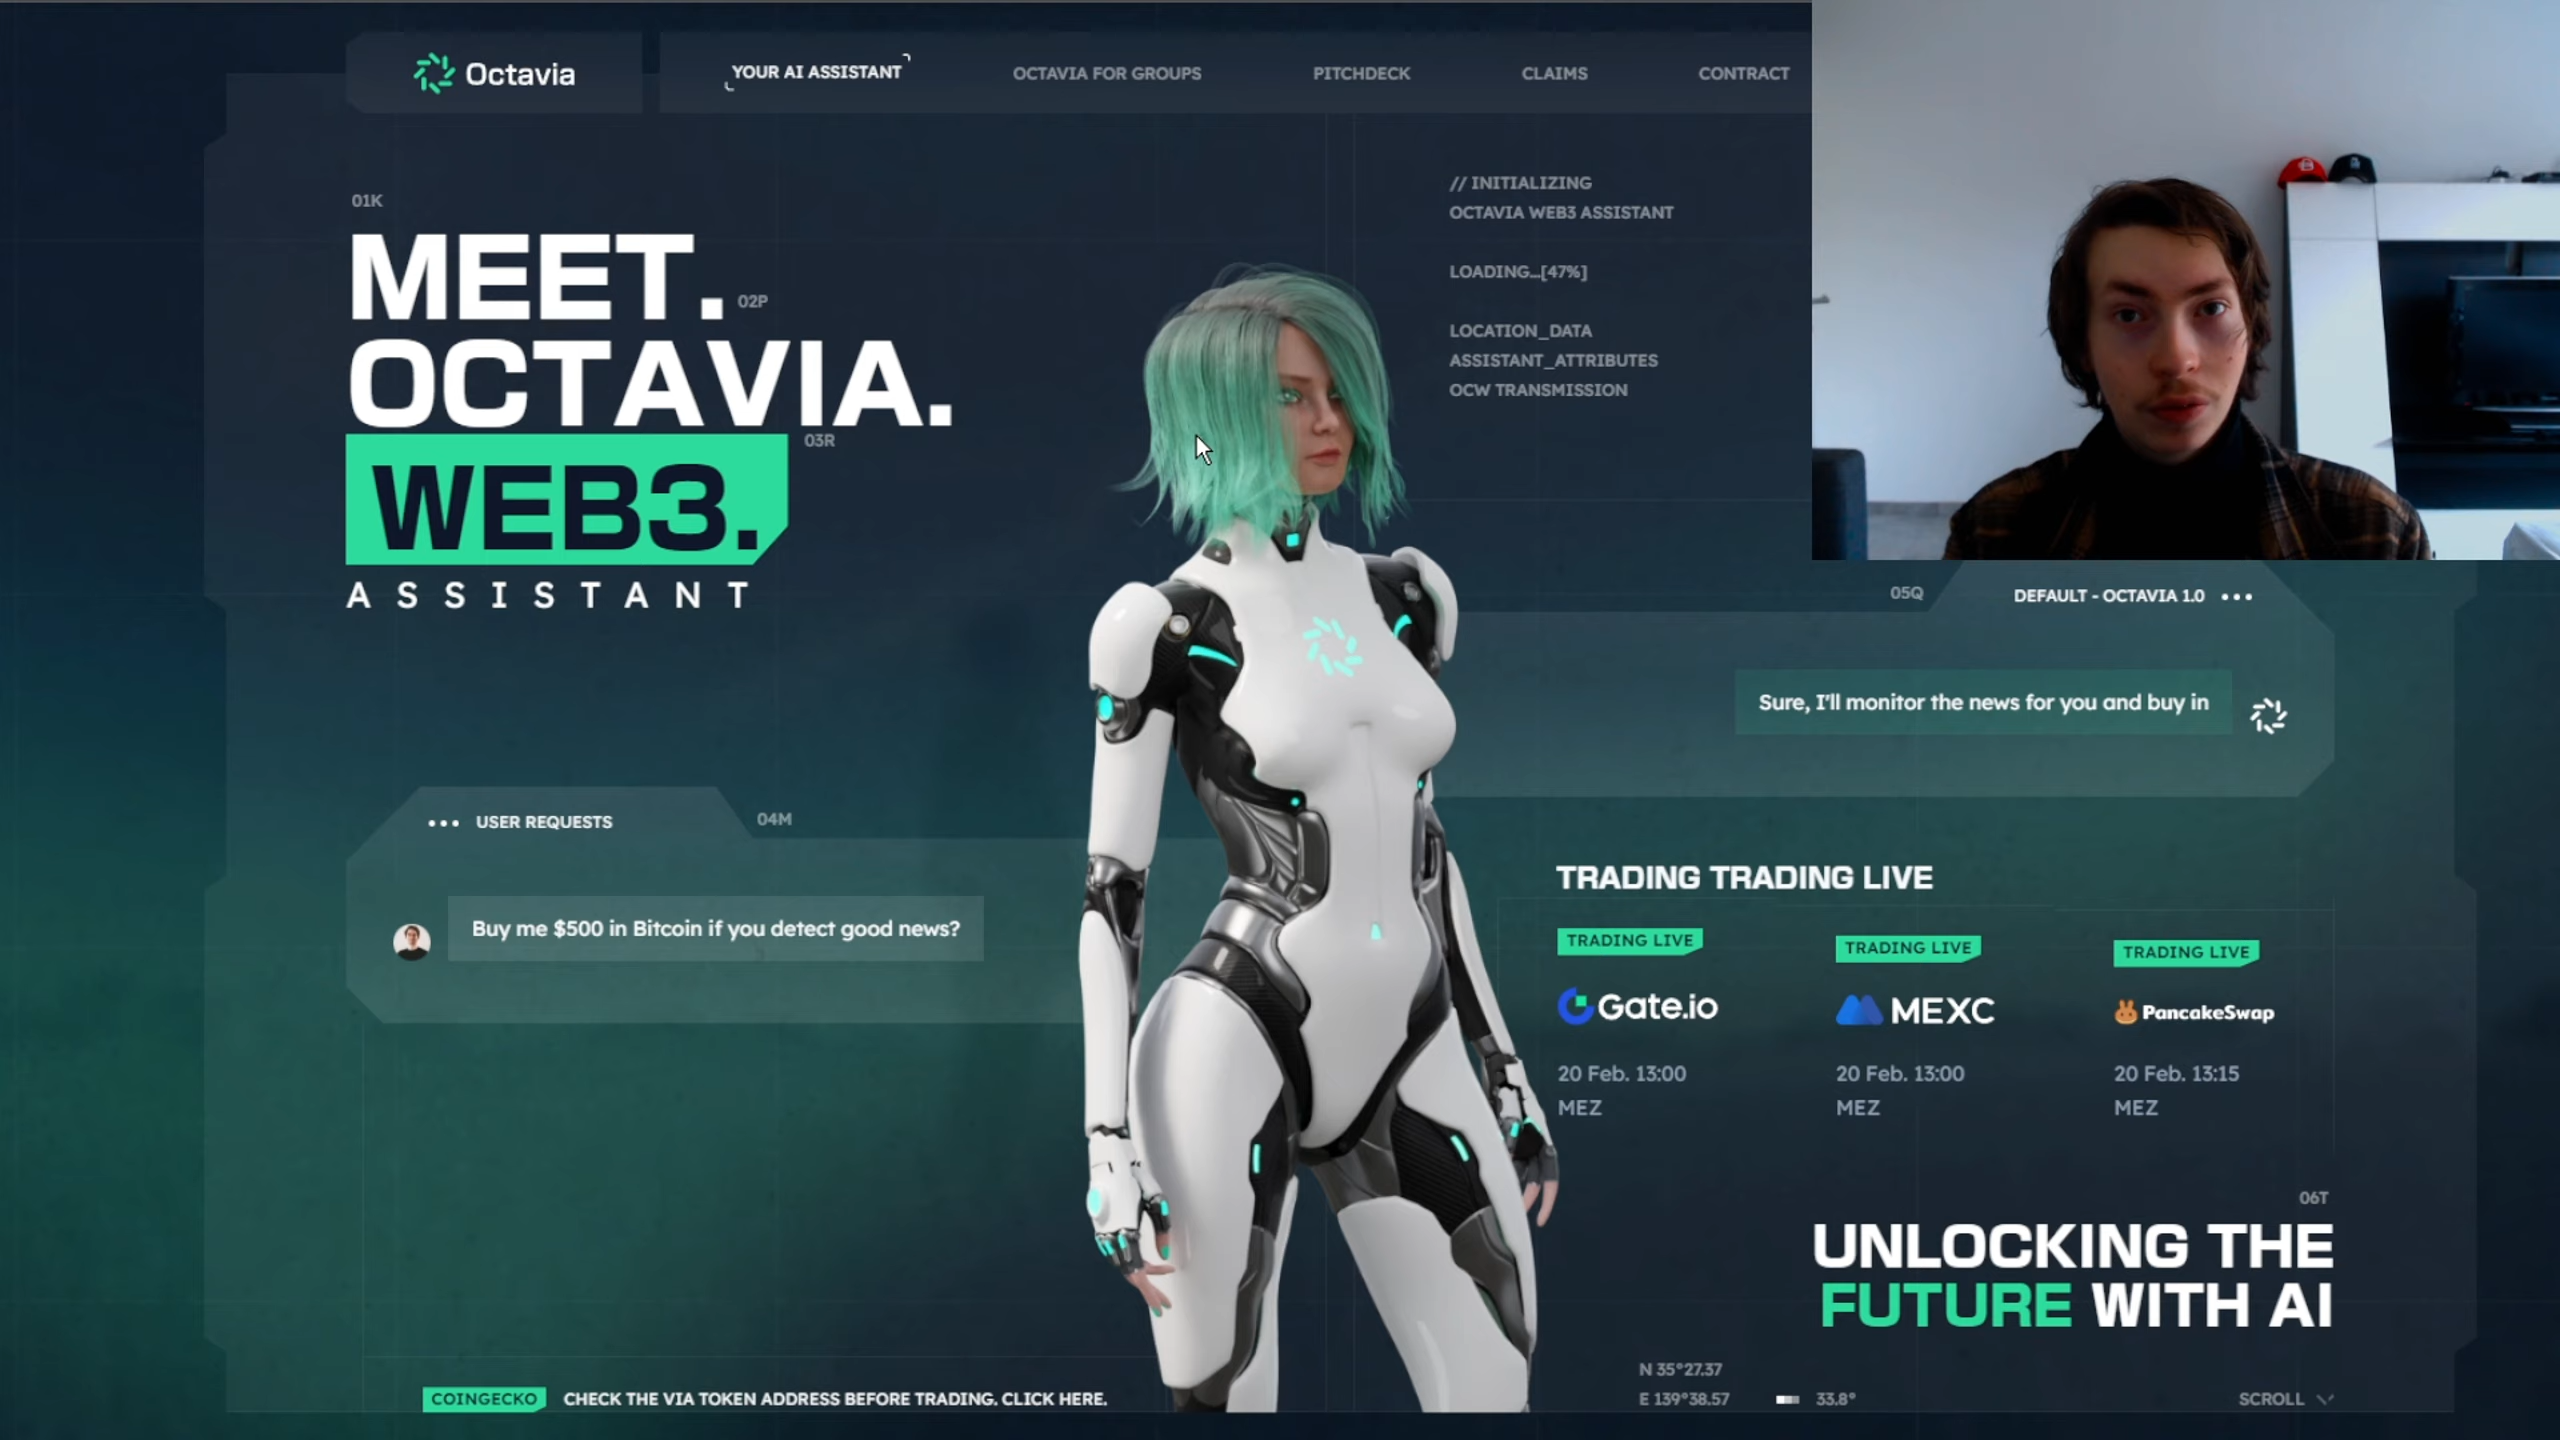 Octavia
YOUR AI ASSISTANT
OCTAVIA FOR GROUPS
PITCHDECK
CLAIMS
CONTRACT
01K
MEET.
02P
OCTAVIA.
03R
WEB3.
ASSISTANT
// INITIALIZING
OCTAVIA WEB3 ASSISTANT
LOADING...[47%]
LOCATION_DATA
ASSISTANT_ATTRIBUTES
OCW TRANSMISSION
05Q
DEFAULT - OCTAVIA 1.0
Sure, I'll monitor the news for you and buy in
USER REQUESTS
04M
Buy me $500 in Bitcoin if you detect good news?
TRADING TRADING LIVE
TRADING LIVE
Gate.io
20 Feb. 13:00
MEZ
TRADING LIVE
MEXC
20 Feb. 13:00
MEZ
TRADING LIVE
PancakeSwap
20 Feb. 13:15
MEZ
06T
UNLOCKING THE
FUTURE WITH AI
COINGECKO
CHECK THE VIA TOKEN ADDRESS BEFORE TRADING. CLICK HERE.
N 35°27.37
E 139°38.57
33.8°
SCROLL